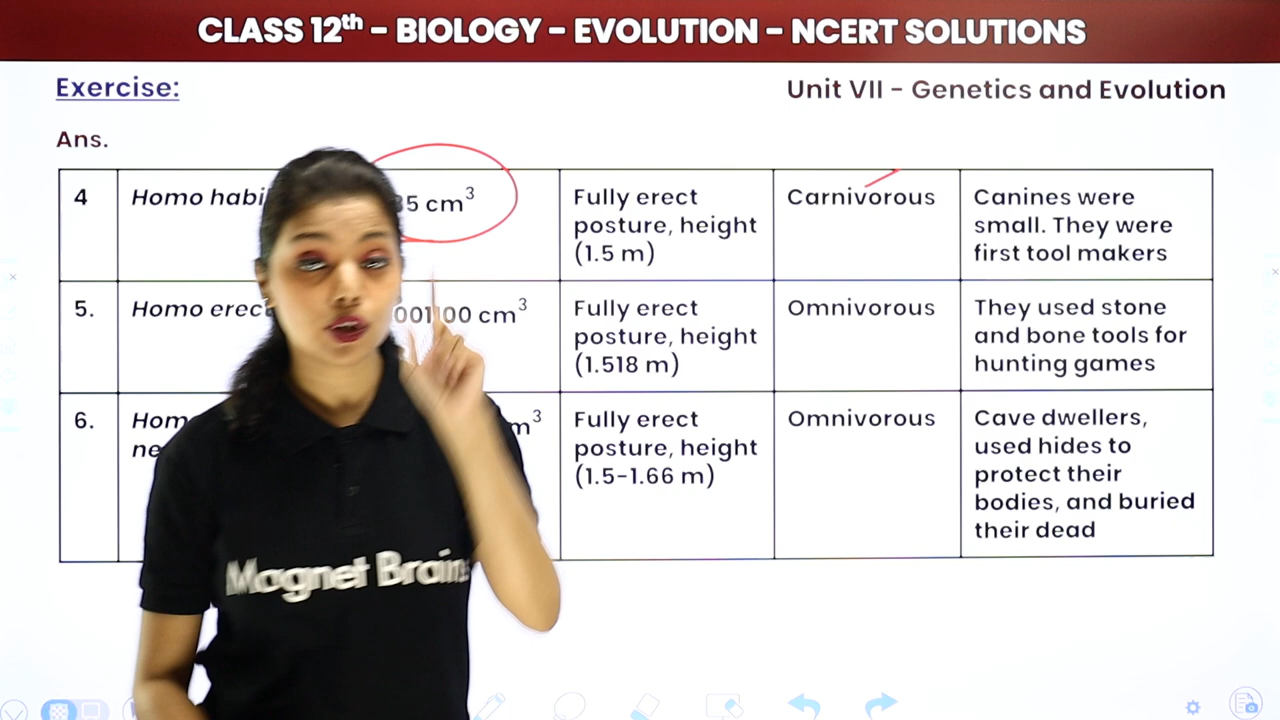 CLASS 12th - BIOLOGY - EVOLUTION - NCERT SOLUTIONS
Exercise:
Unit VII - Genetics and Evolution
Ans.
4
Homo
cm3
Fully erect
posture, height
(1.5 m)
Carnivorous
Canines were
small. They were
first tool makers
5.
Homo
cm3
Fully erect
posture, height
(1.518 m)
Omnivorous
They used stone
and bone tools for
hunting games
6.
Fully erect
posture, height
(1.5-1.66 m)
Omnivorous
Cave dwellers,
used hides to
protect their
bodies, and buried
their dead
Magnet Brains